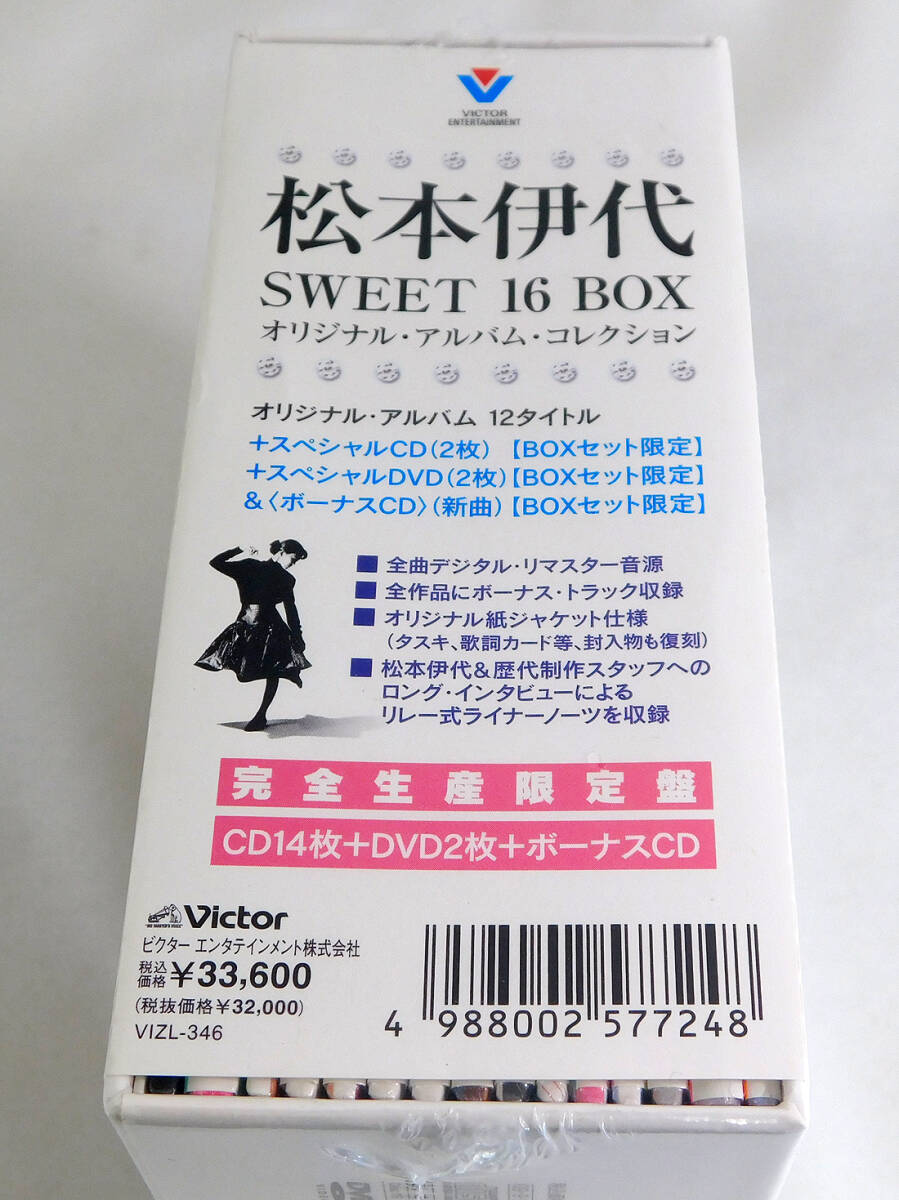 VICTOR
ENTERTAINMENT
松本伊代
SWEET 16 BOX
オリジナル・アルバム・コレクション
オリジナル・アルバム 12タイトル
+スペシャルCD(2枚)【BOXセット限定】
+スペシャルDVD(2枚)【BOXセット限定】
&〈ボーナスCD〉(新曲)【BOXセット限定】
■ 全曲デジタル・リマスター音源
■ 全作品にボーナス・トラック収録
■ オリジナル紙ジャケット仕様
(タスキ、歌詞カード等、封入物も復刻)
■ 松本伊代&歴代制作スタッフへの
ロング・インタビューによる
リレー式ライナーノーツを収録
完全生産限定盤
CD14枚+DVD2枚+ボーナスCD
Victor
ビクター エンタテインメント株式会社
税込価格 ¥33,600
(税抜価格¥32,000)
VIZL-346
4 988002 577248